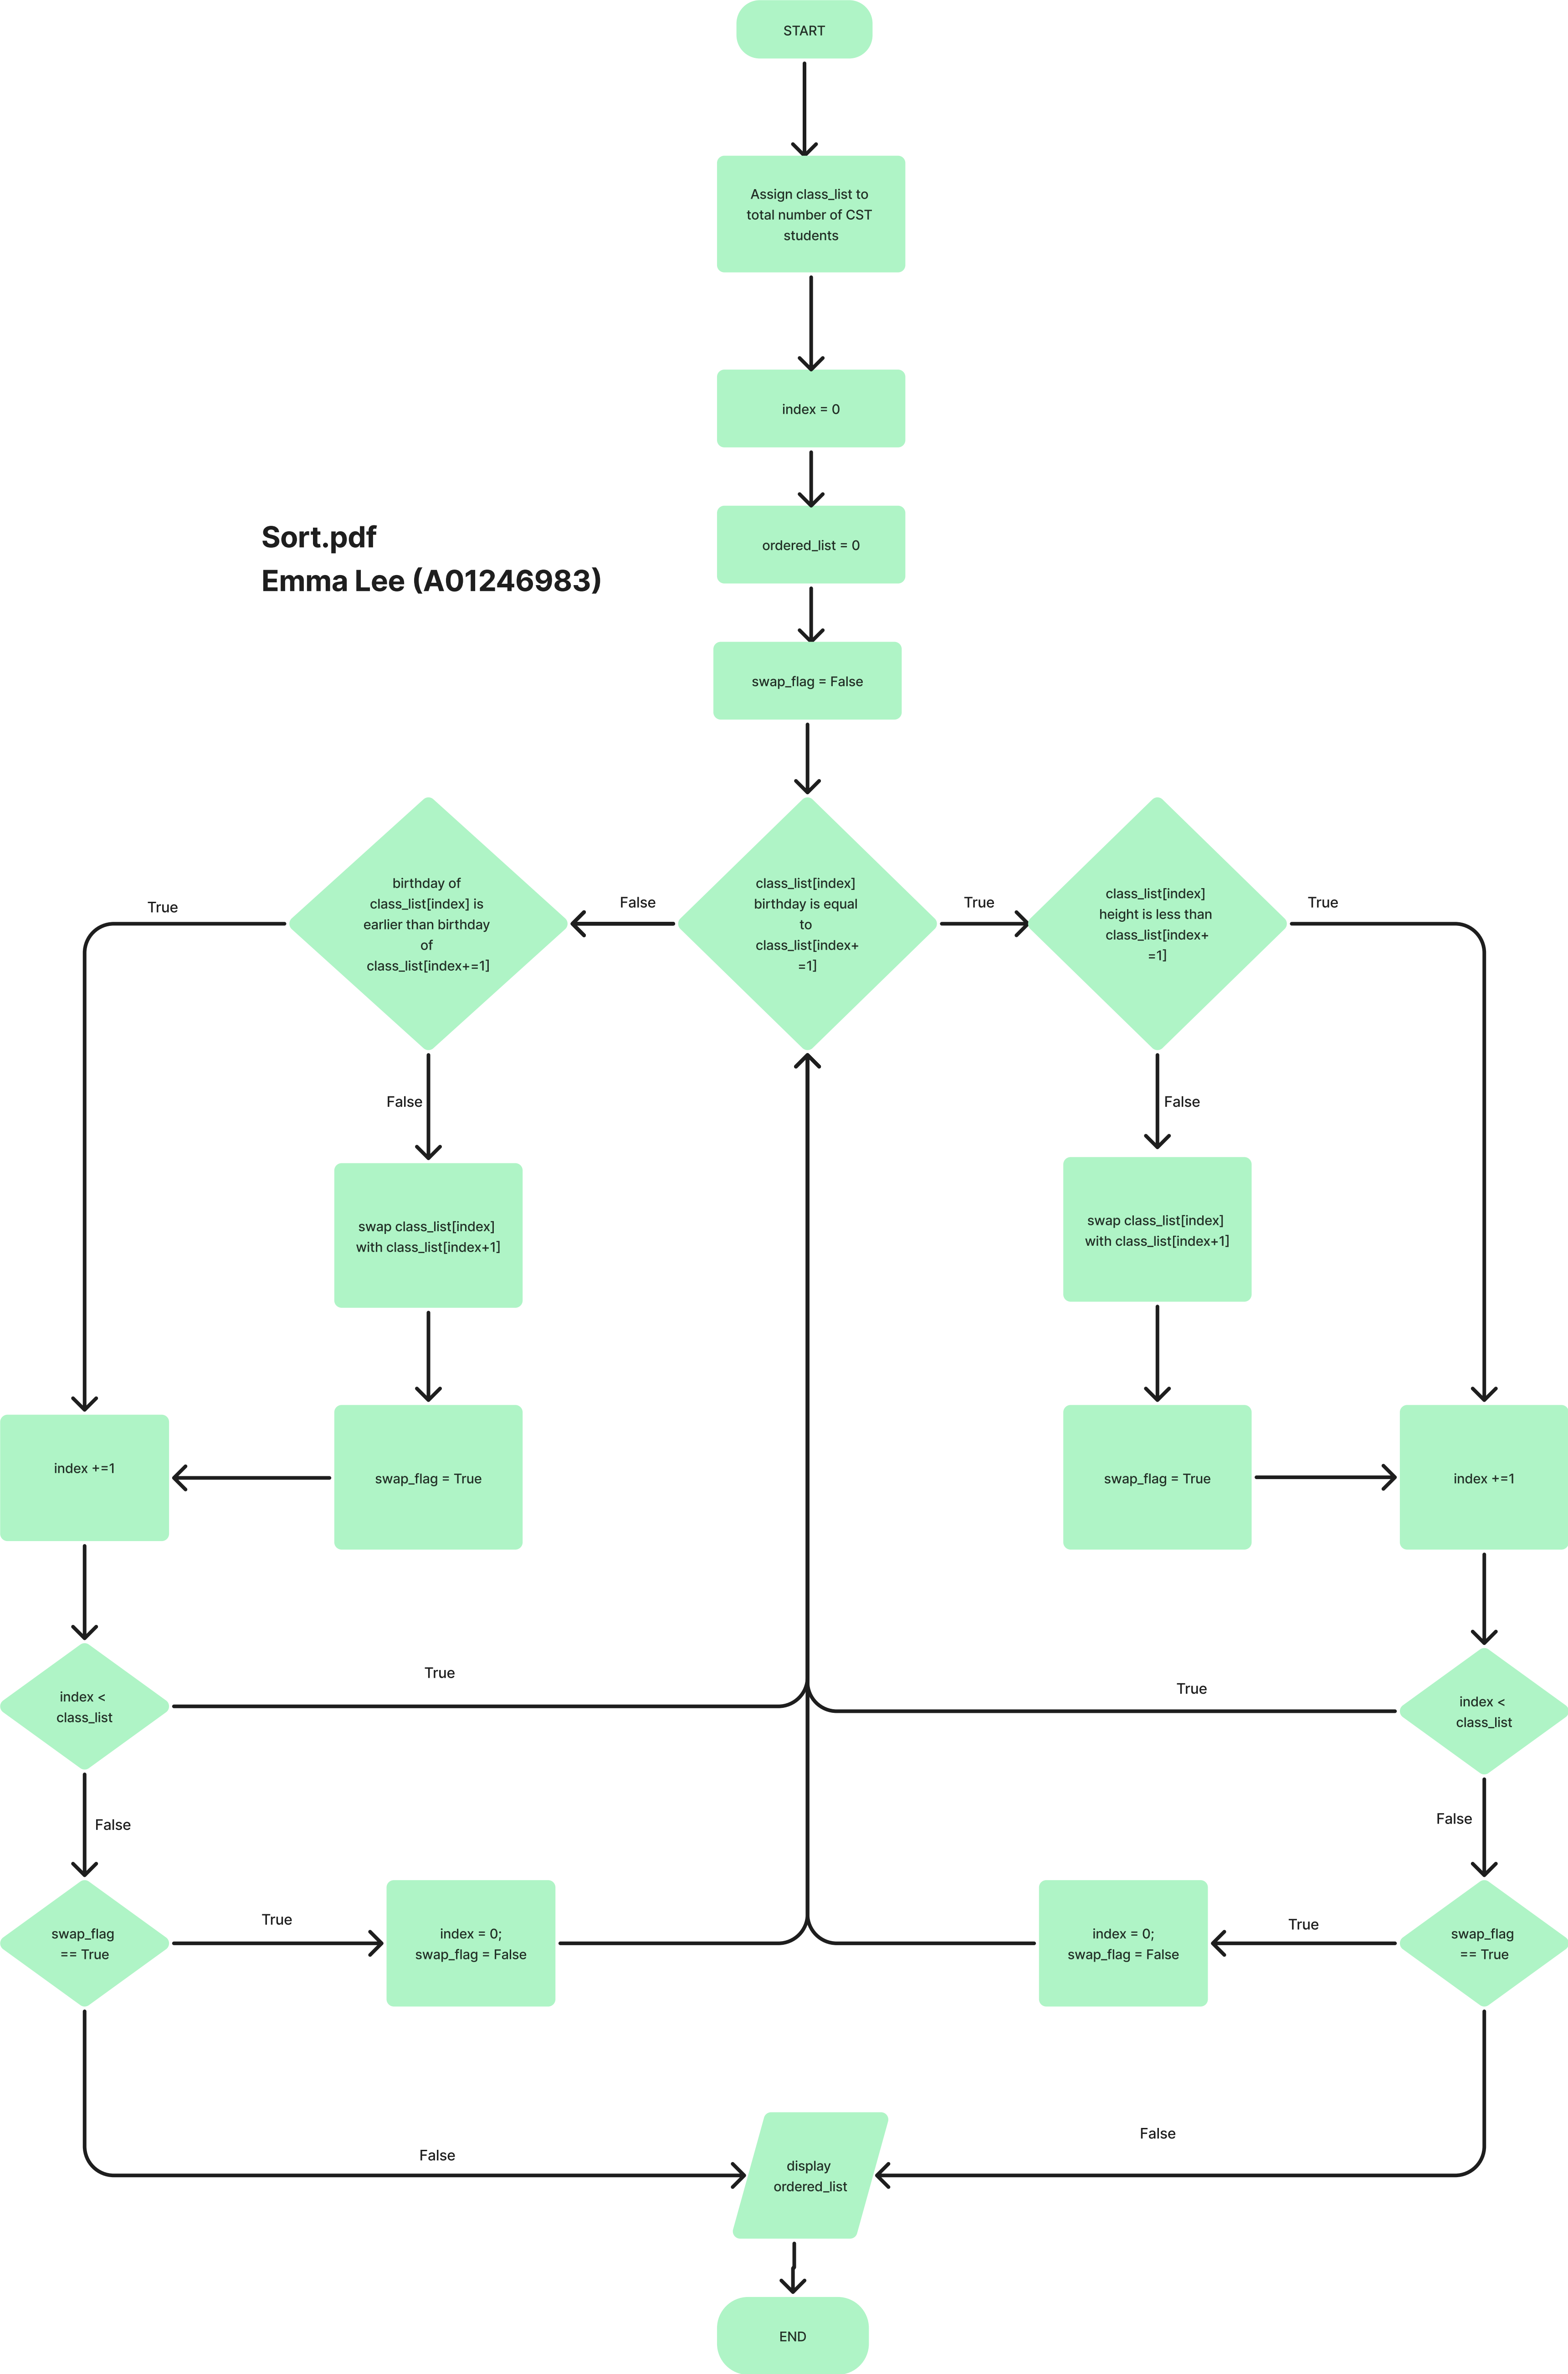 START
Assign class_list to
total number of CST
students
index = 0
Sort.pdf
Emma Lee (A01246983)
ordered_list = 0
swap_flag = False
birthday of
class_list[index] is
earlier than birthday
of
class_list[index+=1]
class_list[index]
birthday is equal
to
class_list[index+
=1]
class_list[index]
height is less than
class_list[index+
=1]
True
False
True
True
False
False
swap class_list[index]
with class_list[index+1]
swap class_list[index]
with class_list[index+1]
index +=1
swap_flag = True
swap_flag = True
index +=1
True
True
index <
class_list
index <
class_list
False
False
swap_flag
== True
True
index = 0;
swap_flag = False
index = 0;
swap_flag = False
True
swap_flag
== True
False
False
display
ordered_list
END